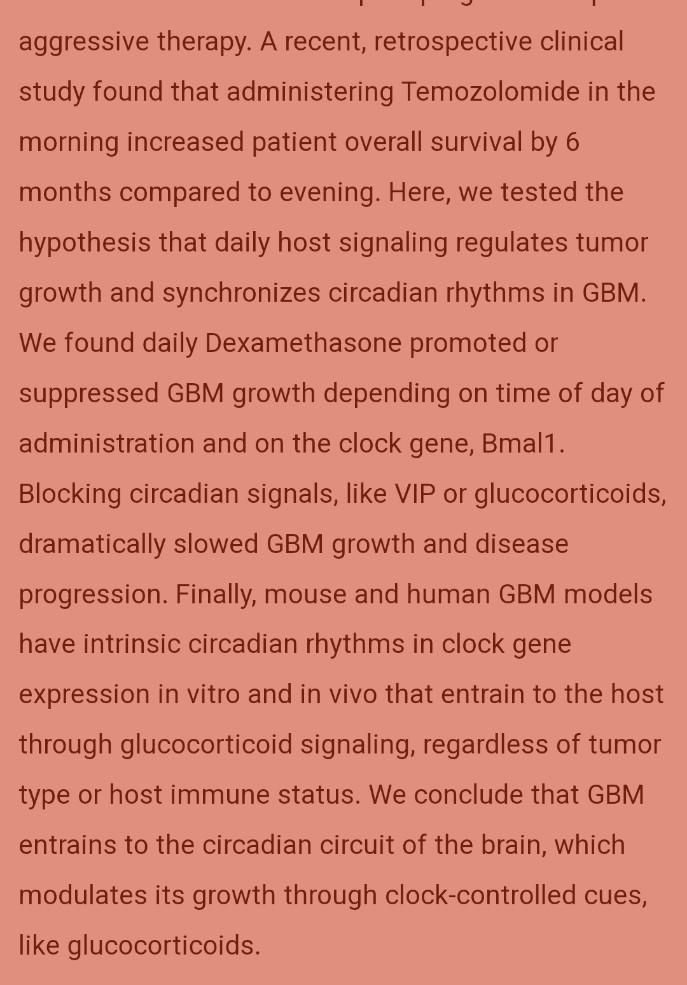 aggressive therapy. A recent, retrospective clinical
study found that administering Temozolomide in the
morning increased patient overall survival by 6
months compared to evening. Here, we tested the
hypothesis that daily host signaling regulates tumor
growth and synchronizes circadian rhythms in GBM.
We found daily Dexamethasone promoted or
suppressed GBM growth depending on time of day of
administration and on the clock gene, Bmal1.
Blocking circadian signals, like VIP or glucocorticoids,
dramatically slowed GBM growth and disease
progression. Finally, mouse and human GBM models
have intrinsic circadian rhythms in clock gene
expression in vitro and in vivo that entrain to the host
through glucocorticoid signaling, regardless of tumor
type or host immune status. We conclude that GBM
entrains to the circadian circuit of the brain, which
modulates its growth through clock-controlled cues,
like glucocorticoids.